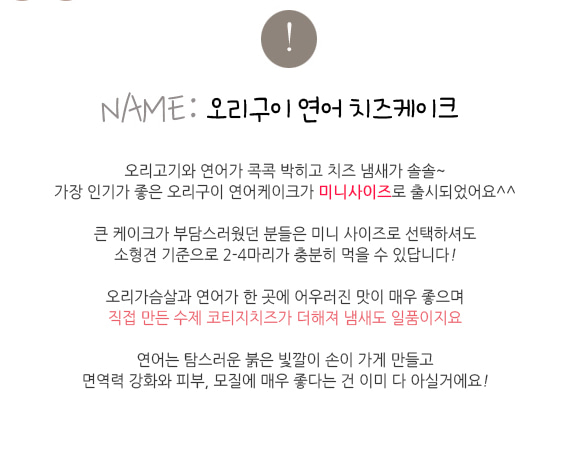 !
NAME: 오리구이 연어 치즈케이크
오리고기와 연어가 콕콕 박히고 치즈 냄새가 솔솔~
가장 인기가 좋은 오리구이 연어케이크가 미니사이즈로 출시되었어요^^
큰 케이크가 부담스러웠던 분들은 미니 사이즈로 선택하셔도
소형견 기준으로 2-4마리가 충분히 먹을 수 있답니다!
오리가슴살과 연어가 한 곳에 어우러진 맛이 매우 좋으며
직접 만든 수제 코티지치즈가 더해져 냄새도 일품이지요
연어는 탐스러운 붉은 빛깔이 손이 가게 만들고
면역력 강화와 피부, 모질에 매우 좋다는 건 이미 다 아실거에요!